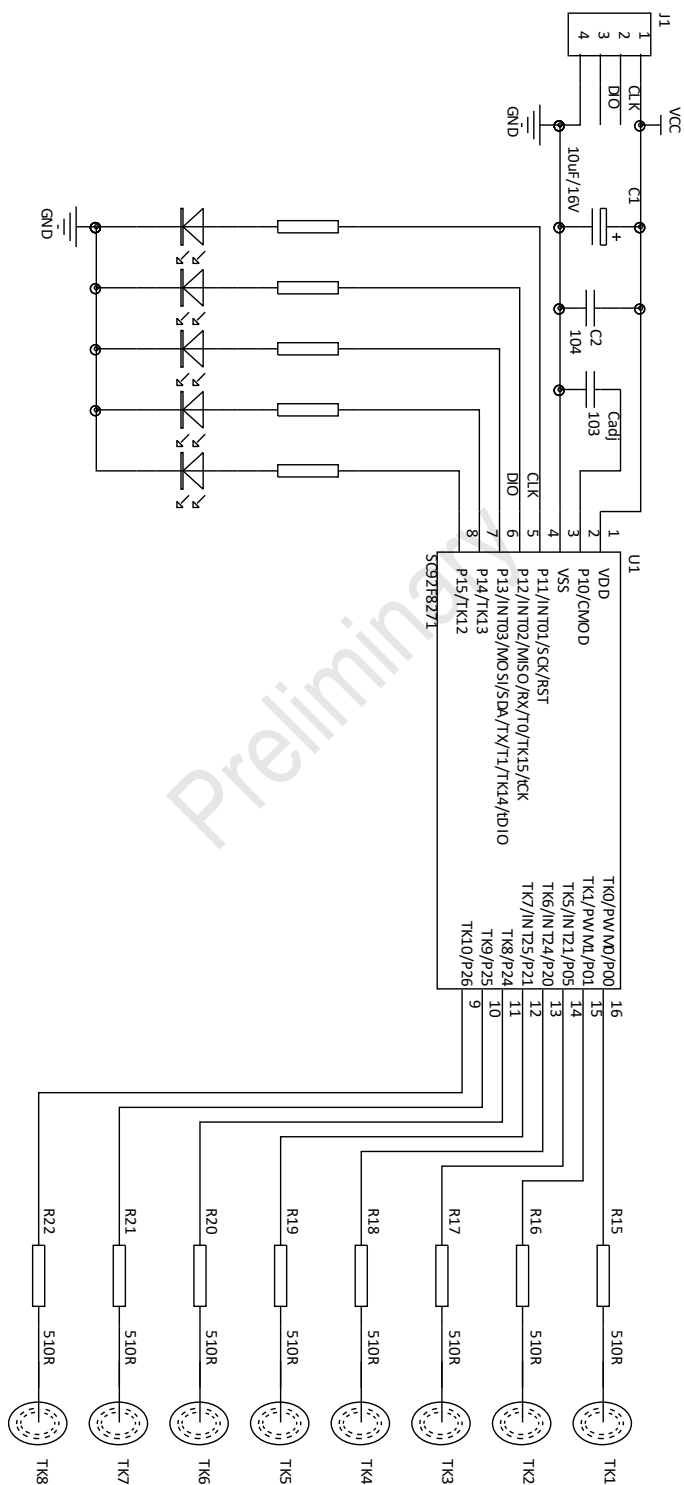 J1
1
2
3
4
CLK
DIO
VCC
GND
C1
10uF/16V
+
C2
104
Cadj
103
GND
CLK
DIO
U1
SC92F8271
1
2
3
4
5
6
7
8
VDD
P10/CMOD
VSS
P11/INT01/SCK/RST
P12/INT02/MISO/RX/T0/TK15/tCK
P13/INT03/MOSI/SDA/TX/T1/TK14/tDIO
P14/TK13
P15/TK12
TK0/PWM0/P00
TK1/PWM1/P01
TK5/INT21/P05
TK6/INT24/P20
TK7/INT25/P21
TK8/P24
TK9/P25
TK10/P26
16
15
14
13
12
11
10
9
R15
510R
TK1
R16
510R
TK2
R17
510R
TK3
R18
510R
TK4
R19
510R
TK5
R20
510R
TK6
R21
510R
TK7
R22
510R
TK8
Preliminary